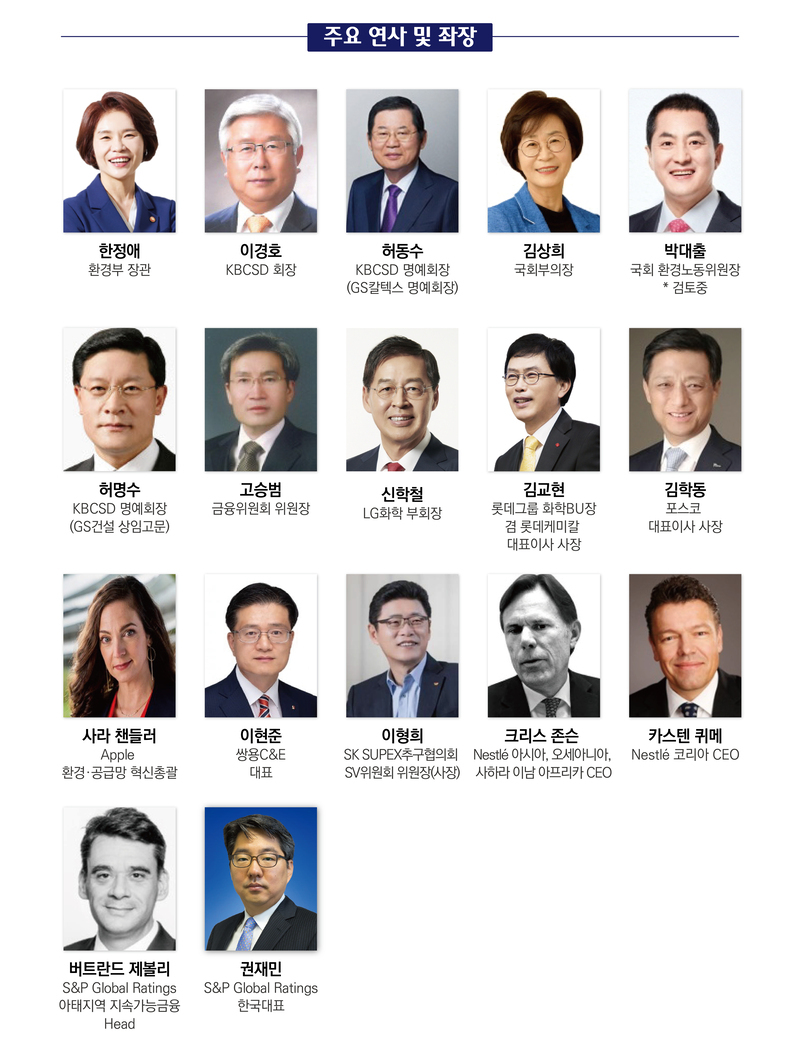 주요 연사 및 좌장
한정애
환경부 장관
이경호
KBCSD 회장
허동수
KBCSD 명예회장
(GS칼텍스 명예회장)
김상희
국회부의장
박대출
국회 환경노동위원장
* 검토중
허명수
KBCSD 명예회장
(GS건설 상임고문)
고승범
금융위원회 위원장
신학철
LG화학 부회장
김교현
롯데그룹 화학BU장
겸 롯데케미칼
대표이사 사장
김학동
포스코
대표이사 사장
사라 챈들러
Apple
환경·공급망 혁신총괄
이현준
쌍용C&E
대표
이형희
SK SUPEX추구협의회
SV위원회 위원장(사장)
크리스 존슨
Nestlé 아시아, 오세아니아,
사하라 이남 아프리카 CEO
카스텐 퀴메
Nestlé 코리아 CEO
버트란드 제볼리
S&P Global Ratings
아태지역 지속가능금융
Head
권재민
S&P Global Ratings
한국대표